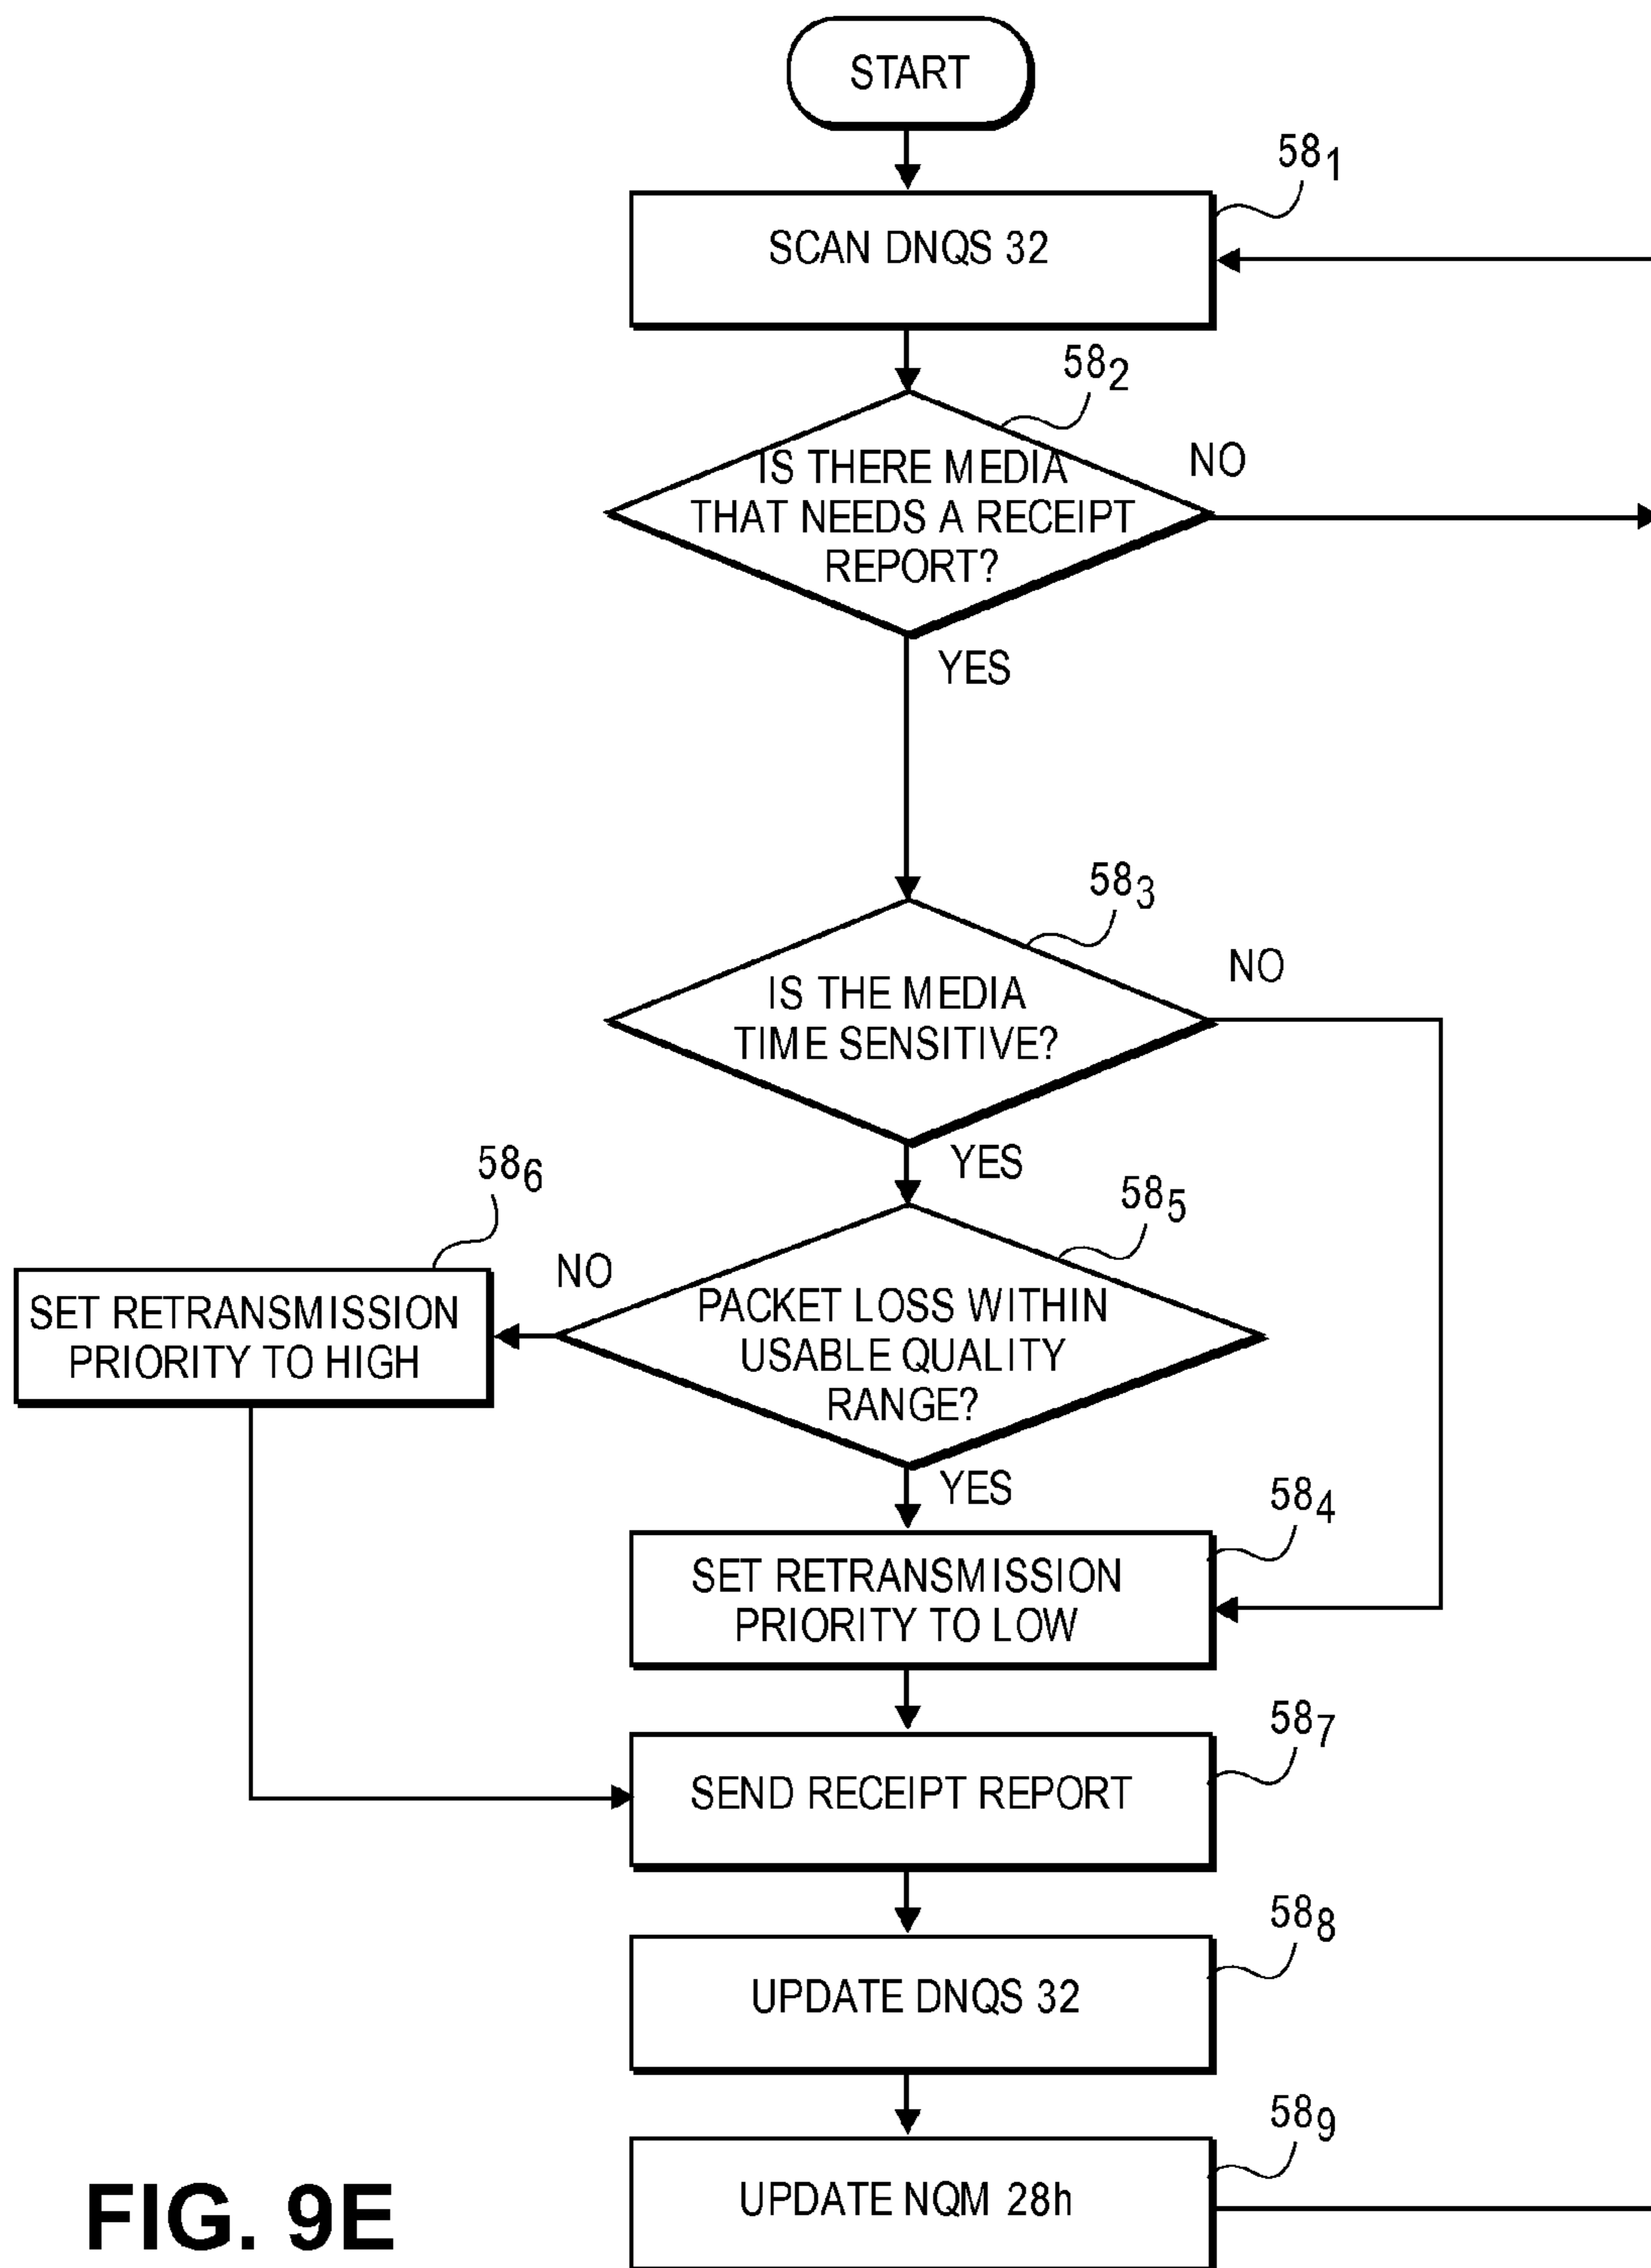 START
58₁
SCAN DNQS 32
58₂
IS THERE MEDIA
THAT NEEDS A RECEIPT
REPORT?
NO
YES
58₃
IS THE MEDIA
TIME SENSITIVE?
NO
YES
58₆
58₅
NO
SET RETRANSMISSION
PRIORITY TO HIGH
PACKET LOSS WITHIN
USABLE QUALITY
RANGE?
YES
58₄
SET RETRANSMISSION
PRIORITY TO LOW
58₇
SEND RECEIPT REPORT
58₈
UPDATE DNQS 32
58₉
UPDATE NQM 28h
FIG. 9E